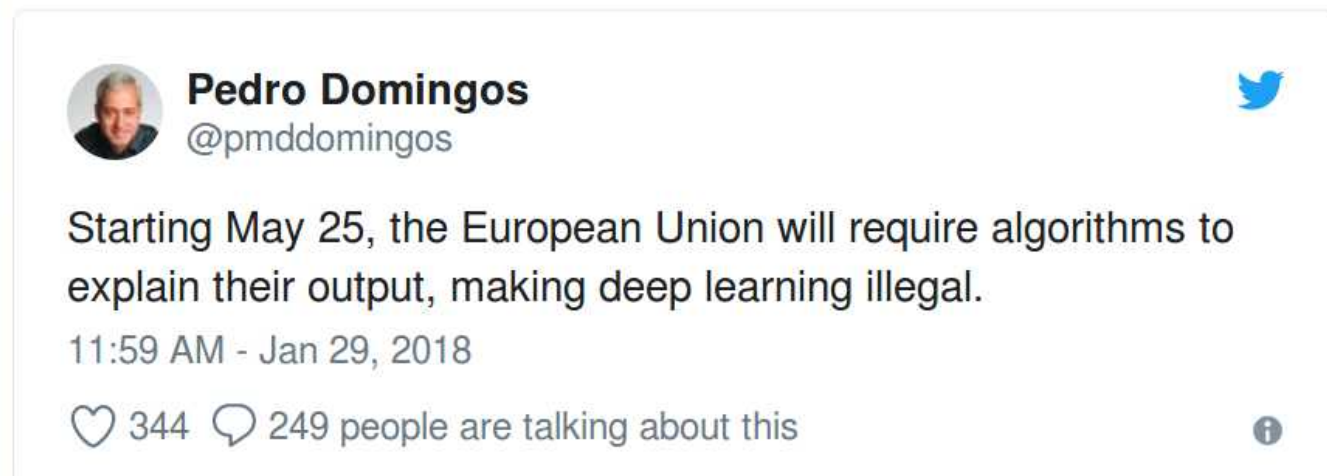 Pedro Domingos
@pmddomingos
Starting May 25, the European Union will require algorithms to
explain their output, making deep learning illegal.
11:59 AM - Jan 29, 2018
344 249 people are talking about this